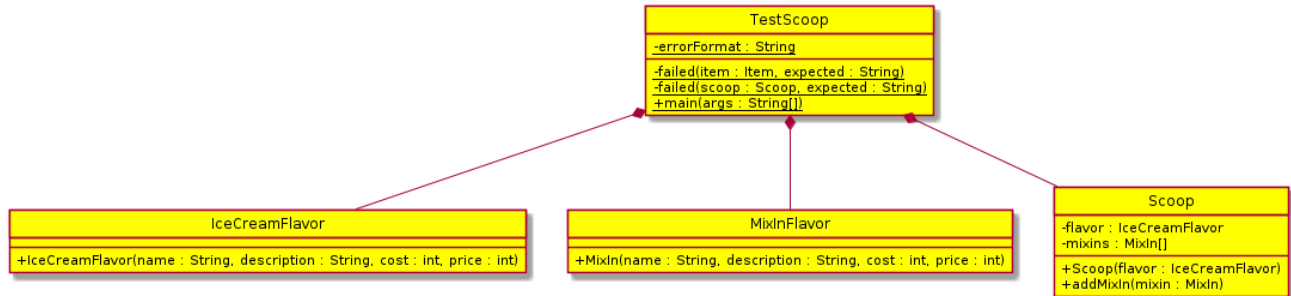 TestScoop
-errorFormat : String
-failed(item : Item, expected : String)
-failed(scoop : Scoop, expected : String)
+main(args : String[])
IceCreamFlavor
+IceCreamFlavor(name : String, description : String, cost : int, price : int)
MixInFlavor
+MixIn(name : String, description : String, cost : int, price : int)
Scoop
-flavor : IceCreamFlavor
-mixins : MixIn[]
+Scoop(flavor : IceCreamFlavor)
+addMixIn(mixin : MixIn)